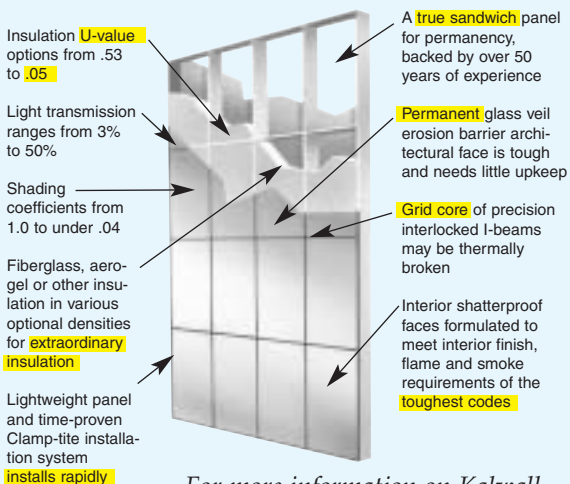 Insulation U-value
options from .53
to .05
Light transmission
ranges from 3%
to 50%
Shading
coefficients from
1.0 to under .04
Fiberglass, aero-
gel or other insu-
lation in various
optional densities
for extraordinary
insulation
Lightweight panel
and time-proven
Clamp-tite installa-
tion system
installs rapidly
A true sandwich panel
for permanency,
backed by over 50
years of experience
Permanent glass veil
erosion barrier archi-
tectural face is tough
and needs little upkeep
Grid core of precision
interlocked I-beams
may be thermally
broken
Interior shatterproof
faces formulated to
meet interior finish,
flame and smoke
requirements of the
toughest codes
For more information on Kalwall